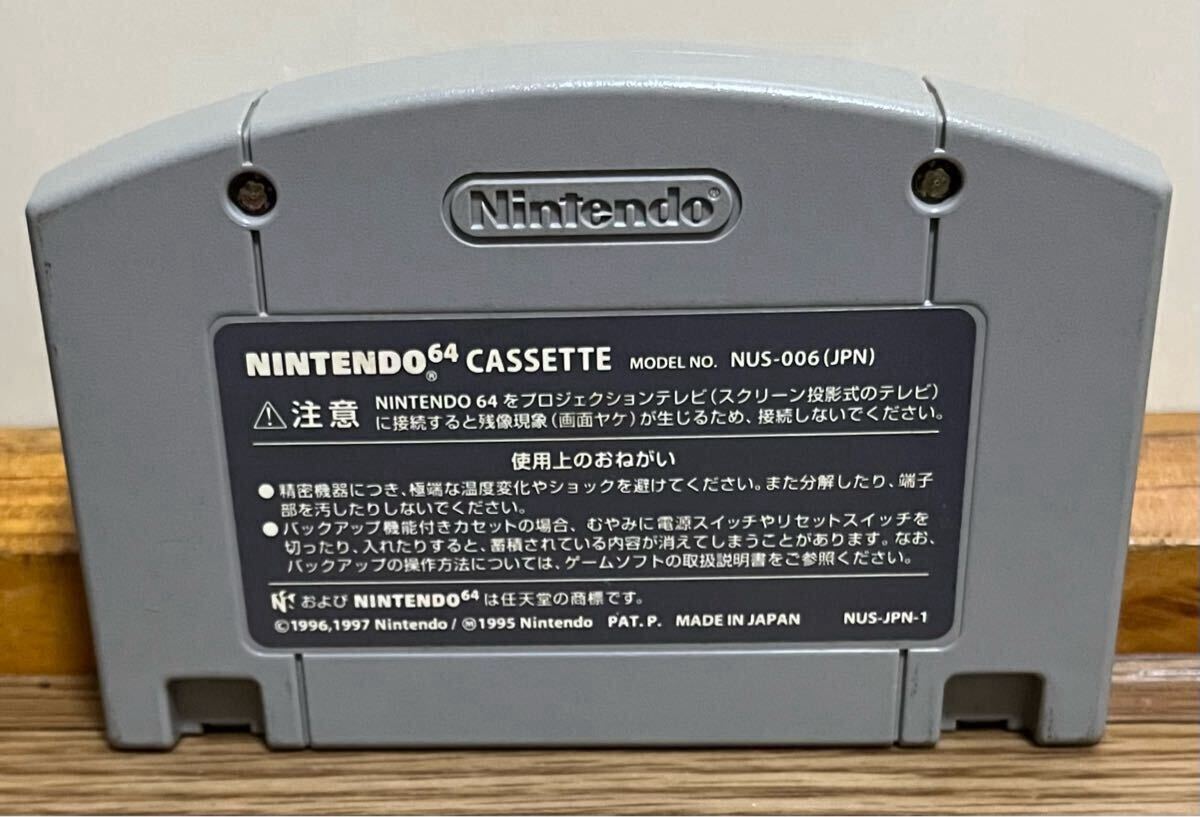 Nintendo®
NINTENDO64® CASSETTE MODEL NO. NUS-006(JPN)
⚠注意 NINTENDO 64をプロジェクションテレビ(スクリーン投影式のテレビ)
に接続すると残像現象(画面ヤケ)が生じるため、接続しないでください。
使用上のおねがい
●精密機器につき、極端な温度変化やショックを避けてください。また分解したり、端子
部を汚したりしないでください。
●バックアップ機能付きカセットの場合、むやみに電源スイッチやリセットスイッチを
切ったり、入れたりすると、蓄積されている内容が消えてしまうことがあります。なお、
バックアップの操作方法については、ゲームソフトの取扱説明書をご参照ください。
および NINTENDO64は任天堂の商標です。
©1996,1997 Nintendo/Ⓜ1995 Nintendo PAT.P. MADE IN JAPAN NUS-JPN-1